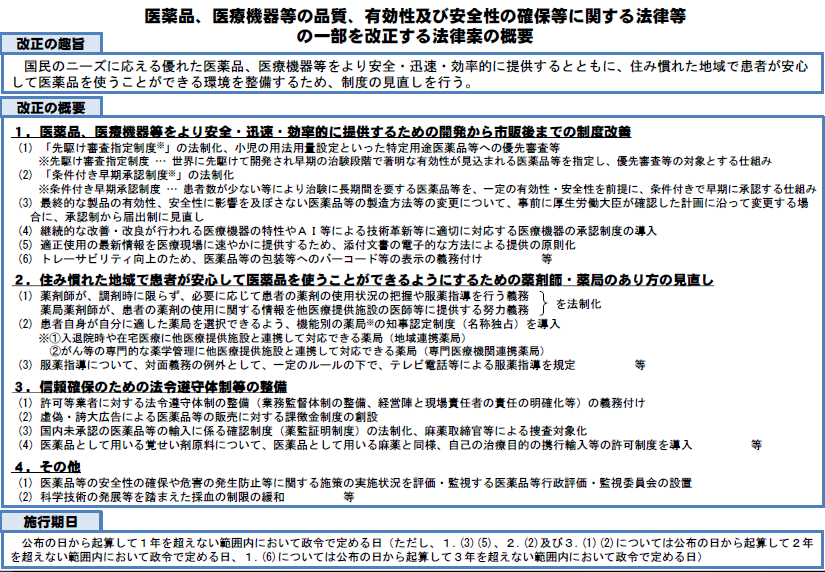 医薬品、医療機器等の品質、有効性及び安全性の確保等に関する法律等
の一部を改正する法律案の概要
改正の趣旨
国民のニーズに応える優れた医薬品、医療機器等をより安全・迅速・効率的に提供するとともに、住み慣れた地域で患者が安心
して医薬品を使うことができる環境を整備するため、制度の見直しを行う。
改正の概要
1．医薬品、医療機器等をより安全・迅速・効率的に提供するための開発から市販後までの制度改善
(1) 「先駆け審査指定制度※」の法制化、小児の用法用量設定といった特定用途医薬品等への優先審査等
※先駆け審査指定制度 … 世界に先駆けて開発され早期の治験段階で著明な有効性が見込まれる医薬品等を指定し、優先審査等の対象とする仕組み
(2) 「条件付き早期承認制度※」の法制化
※条件付き早期承認制度 … 患者数が少ない等により治験に長期間を要する医薬品等を、一定の有効性・安全性を前提に、条件付きで早期に承認する仕組み
(3) 最終的な製品の有効性、安全性に影響を及ぼさない医薬品等の製造方法等の変更について、事前に厚生労働大臣が確認した計画に沿って変更する場
合に、承認制から届出制に見直し
(4) 継続的な改善・改良が行われる医療機器の特性やAI等による技術革新等に適切に対応する医療機器の承認制度の導入
(5) 適正使用の最新情報を医療現場に速やかに提供するため、添付文書の電子的な方法による提供の原則化
(6) トレーサビリティ向上のため、医薬品等の包装等へのバーコード等の表示の義務付け 等
2．住み慣れた地域で患者が安心して医薬品を使うことができるようにするための薬剤師・薬局のあり方の見直し
(1) 薬剤師が、調剤時に限らず、必要に応じて患者の薬剤の使用状況の把握や服薬指導を行う義務
薬局薬剤師が、患者の薬剤の使用に関する情報を他医療提供施設の医師等に提供する努力義務
を法制化
(2) 患者自身が自分に適した薬局を選択できるよう、機能別の薬局※の知事認定制度（名称独占）を導入
※①入退院時や在宅医療に他医療提供施設と連携して対応できる薬局（地域連携薬局）
②がん等の専門的な薬学管理に他医療提供施設と連携して対応できる薬局（専門医療機関連携薬局）
(3) 服薬指導について、対面義務の例外として、一定のルールの下で、テレビ電話等による服薬指導を規定 等
3．信頼確保のための法令遵守体制等の整備
(1) 許可等業者に対する法令遵守体制の整備（業務監督体制の整備、経営陣と現場責任者の責任の明確化等）の義務付け
(2) 虚偽・誇大広告による医薬品等の販売に対する課徴金制度の創設
(3) 国内未承認の医薬品等の輸入に係る確認制度（薬監証明制度）の法制化、麻薬取締官等による捜査対象化
(4) 医薬品として用いる覚せい剤原料について、医薬品として用いる麻薬と同様、自己の治療目的の携行輸入等の許可制度を導入 等
4．その他
(1) 医薬品等の安全性の確保や危害の発生防止等に関する施策の実施状況を評価・監視する医薬品等行政評価・監視委員会の設置
(2) 科学技術の発展等を踏まえた採血の制限の緩和 等
施行期日
公布の日から起算して1年を超えない範囲内において政令で定める日（ただし、1．(3)(5)、2．(2)及び3．(1)(2)については公布の日から起算して2年
を超えない範囲内において政令で定める日、1．(6)については公布の日から起算して3年を超えない範囲内において政令で定める日）